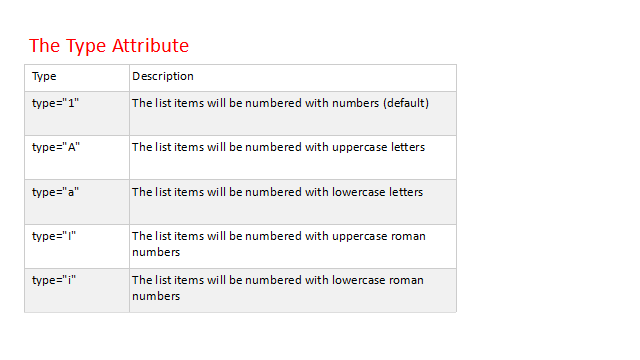 The Type Attribute
Type Description
type="1" The list items will be numbered with numbers (default)
type="A" The list items will be numbered with uppercase letters
type="a" The list items will be numbered with lowercase letters
type="I" The list items will be numbered with uppercase roman
numbers
type="i" The list items will be numbered with lowercase roman
numbers